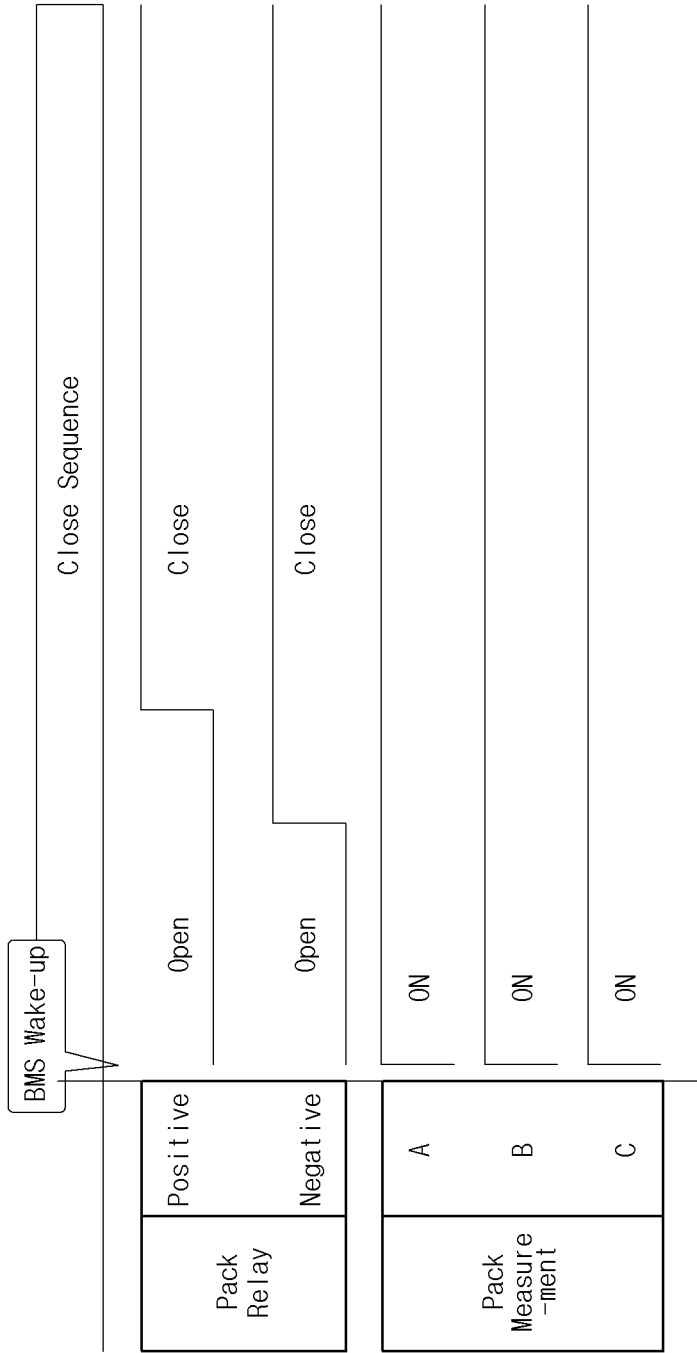 BMS Wake-up
Close Sequence
Pack
Relay
Positive
Open
Close
Negative
Open
Close
Pack
Measure
-ment
A
ON
B
ON
C
ON